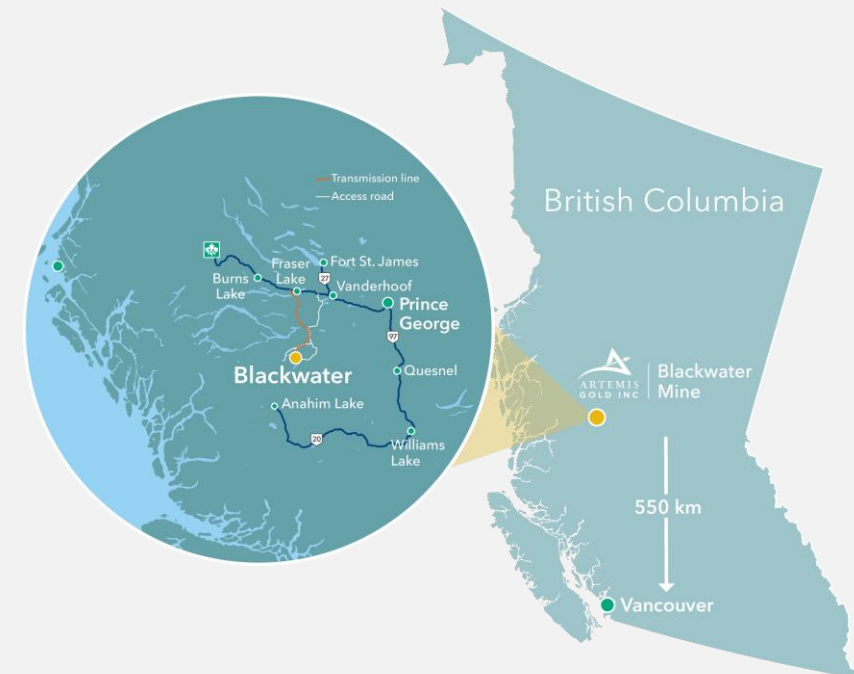 Transmission line
Access road
Fraser
Lake
Fort St. James
27
Burns
Lake
Vanderhoof
Prince
George
97
Blackwater
Quesnel
Anahim Lake
20
Williams
Lake
British Columbia
ARTEMIS
GOLD INC
Blackwater
Mine
550 km
Vancouver